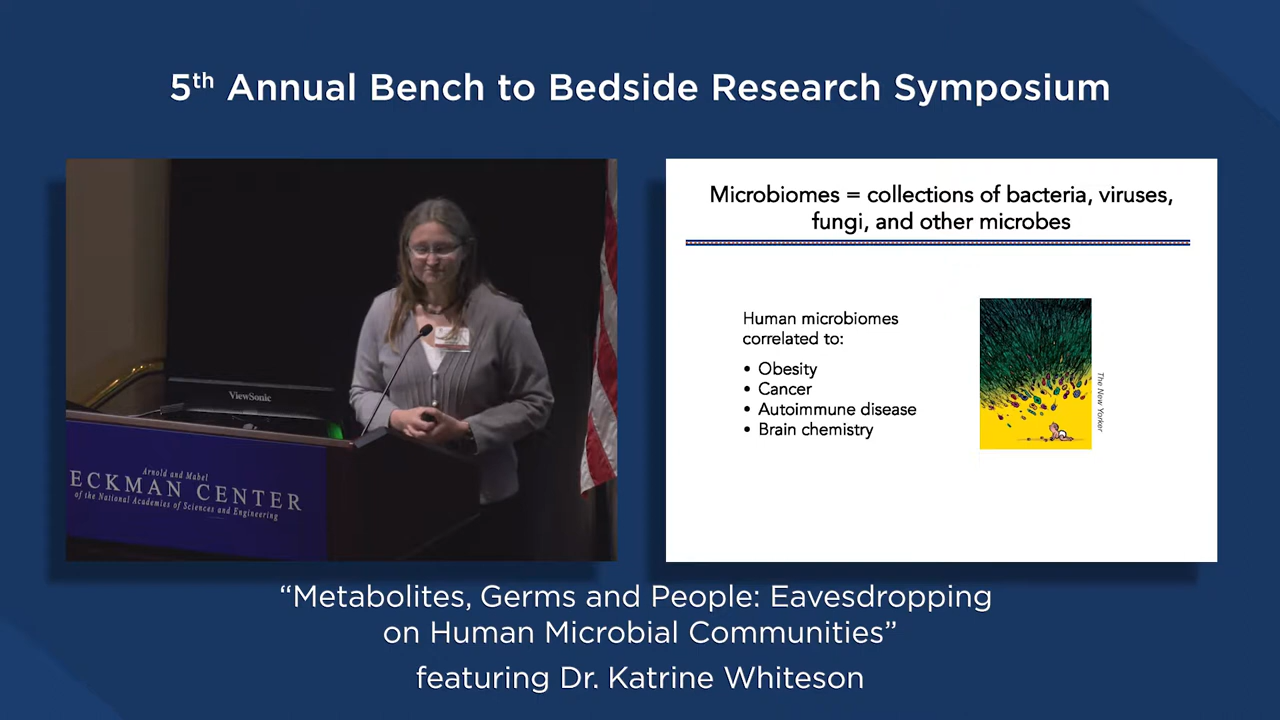 5th Annual Bench to Bedside Research Symposium
ViewSonic
Arnold and Mabel
ECKMAN CENTER
of the National Academies of Sciences and Engineering
Microbiomes = collections of bacteria, viruses,
fungi, and other microbes
Human microbiomes
correlated to:
• Obesity
• Cancer
• Autoimmune disease
• Brain chemistry
The New Yorker
“Metabolites, Germs and People: Eavesdropping
on Human Microbial Communities”
featuring Dr. Katrine Whiteson